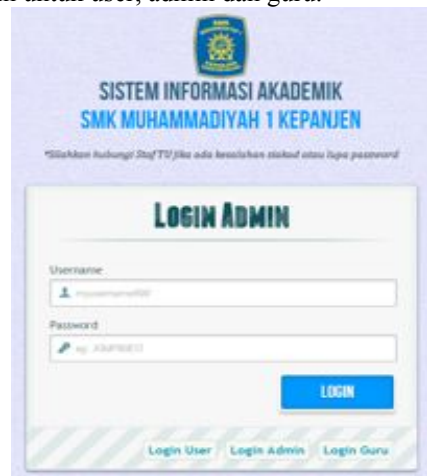 untuk user, admin dan guru.
SISTEM INFORMASI AKADEMIK
SMK MUHAMMADIYAH 1 KEPANJEN
*Silahkan hubungi Staf TU jika ada kesalahan siakad atau lupa password
LOGIN ADMIN
Username
Password
LOGIN
Login User Login Admin Login Guru